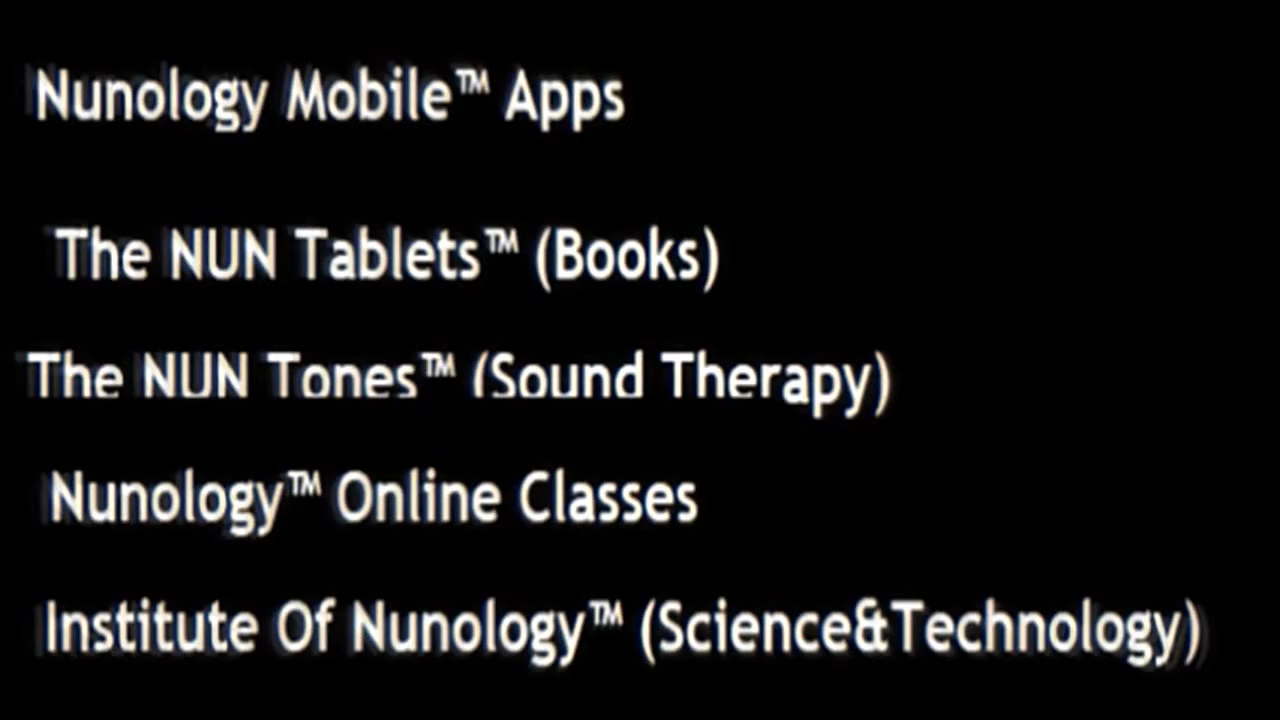 Nunology Mobile™ Apps
The NUN Tablets™ (Books)
The NUN Tones™ (Sound Therapy)
Nunology™ Online Classes
Institute Of Nunology™ (Science&Technology)